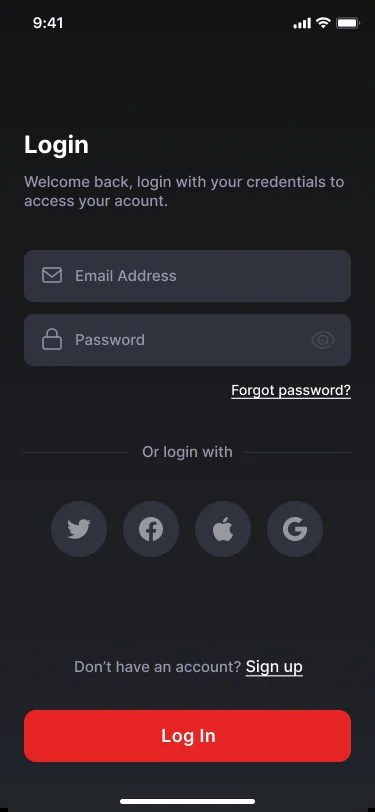 9:41
Login
Welcome back, login with your credentials to
access your acount.
Email Address
Password
Forgot password?
Or login with
Don’t have an account? Sign up
Log In